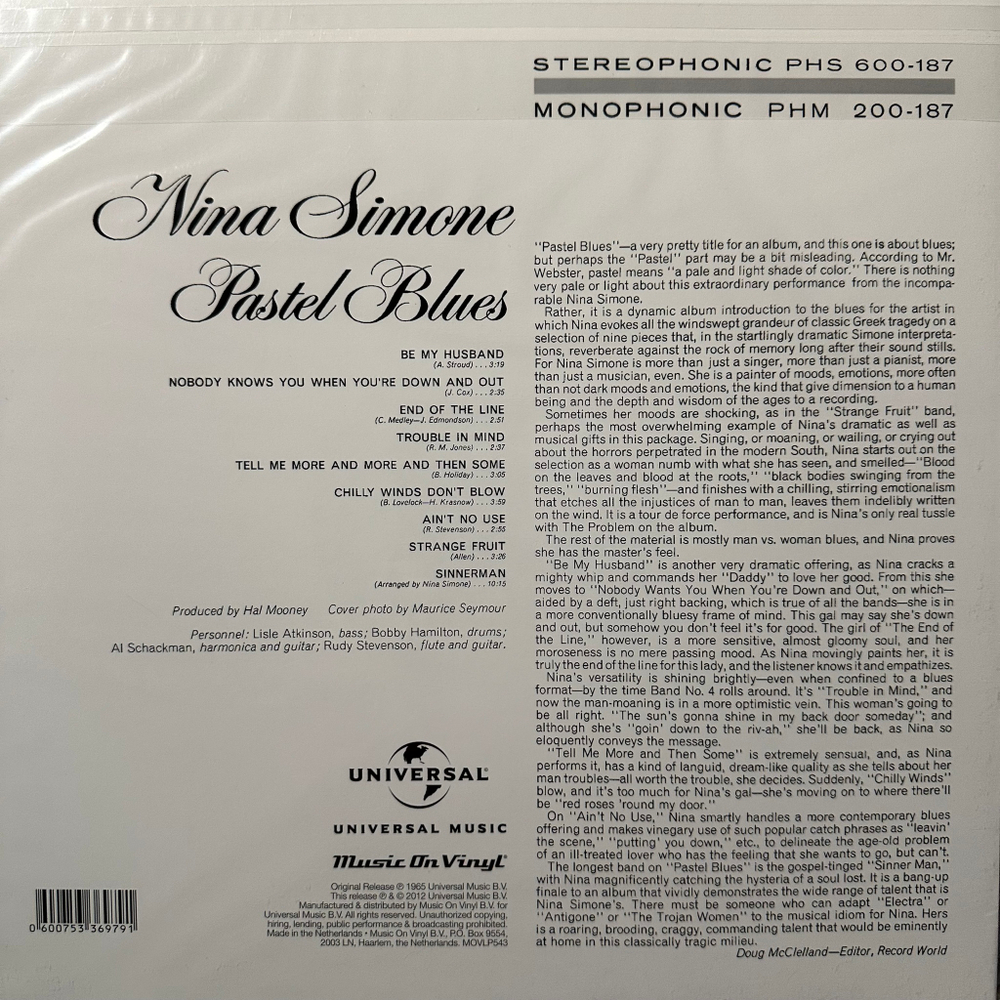 STEREOPHONIC PHS 600-187
MONOPHONIC PHM 200-187
Nina Simone
Pastel Blues
BE MY HUSBAND
(A. Stroud) . . . 3:19
NOBODY KNOWS YOU WHEN YOU'RE DOWN AND OUT
(J. Cox) . . . 2:35
END OF THE LINE
(C. Medley—J. Edmondson) . . . 2:51
TROUBLE IN MIND
(R. M. Jones) . . . 2:37
TELL ME MORE AND MORE AND THEN SOME
(B. Holiday) . . . 3:05
CHILLY WINDS DON'T BLOW
(B. Lovelock—H. Krasnow) . . . 3:59
AIN'T NO USE
(R. Stevenson) . . . 2:55
STRANGE FRUIT
(Allen) . . . 3:26
SINNERMAN
(Arranged by Nina Simone) . . . 10:15
Produced by Hal Mooney Cover photo by Maurice Seymour
Personnel: Lisle Atkinson, bass; Bobby Hamilton, drums;
Al Schackman, harmonica and guitar; Rudy Stevenson, flute and guitar.
UNIVERSAL
UNIVERSAL MUSIC
Music On Vinyl
Original Release ℗ 1965 Universal Music B.V.
This release ℗ & © 2012 Universal Music B.V.
Manufactured & distributed by Music On Vinyl B.V. for
Universal Music B.V. All rights reserved. Unauthorized copying,
hiring, lending, public performance & broadcasting prohibited.
Made in the Netherlands • Music On Vinyl B.V., P.O. Box 9554,
2003 LN, Haarlem, the Netherlands. MOVLP543
0 600753 369791
"Pastel Blues"—a very pretty title for an album, and this one is about blues;
but perhaps the "Pastel" part may be a bit misleading. According to Mr.
Webster, pastel means "a pale and light shade of color." There is nothing
very pale or light about this extraordinary performance from the incompa-
rable Nina Simone.
Rather, it is a dynamic album introduction to the blues for the artist in
which Nina evokes all the windswept grandeur of classic Greek tragedy on a
selection of nine pieces that, in the startlingly dramatic Simone interpreta-
tions, reverberate against the rock of memory long after their sound stills.
For Nina Simone is more than just a singer, more than just a pianist, more
than just a musician, even. She is a painter of moods, emotions, more often
than not dark moods and emotions, the kind that give dimension to a human
being and the depth and wisdom of the ages to a recording.
Sometimes her moods are shocking, as in the "Strange Fruit" band,
perhaps the most overwhelming example of Nina's dramatic as well as
musical gifts in this package. Singing, or moaning, or wailing, or crying out
about the horrors perpetrated in the modern South, Nina starts out on the
selection as a woman numb with what she has seen, and smelled—"Blood
on the leaves and blood at the roots," "black bodies swinging from the
trees," "burning flesh"—and finishes with a chilling, stirring emotionalism
that etches all the injustices of man to man, leaves them indelibly written
on the wind. It is a tour de force performance, and is Nina's only real tussle
with The Problem on the album.
The rest of the material is mostly man vs. woman blues, and Nina proves
she has the master's feel.
"Be My Husband" is another very dramatic offering, as Nina cracks a
mighty whip and commands her "Daddy" to love her good. From this she
moves to "Nobody Wants You When You're Down and Out," on which—
aided by a deft, just right backing, which is true of all the bands—she is in
a more conventionally bluesy frame of mind. This gal may say she's down
and out, but somehow you don't feel it's for good. The girl of "The End of
the Line," however, is a more sensitive, almost gloomy soul, and her
moroseness is no mere passing mood. As Nina movingly paints her, it is
truly the end of the line for this lady, and the listener knows it and empathizes.
Nina's versatility is shining brightly—even when confined to a blues
format—by the time Band No. 4 rolls around. It's "Trouble in Mind," and
now the man-moaning is in a more optimistic vein. This woman's going to
be all right. "The sun's gonna shine in my back door someday"; and
although she's "goin' down to the riv-ah," she'll be back, as Nina so
eloquently conveys the message.
"Tell Me More and Then Some" is extremely sensual, and, as Nina
performs it, has a kind of languid, dream-like quality as she tells about her
man troubles—all worth the trouble, she decides. Suddenly, "Chilly Winds"
blow, and it's too much for Nina's gal—she's moving on to where there'll
be "red roses 'round my door."
On "Ain't No Use," Nina smartly handles a more contemporary blues
offering and makes vinegary use of such popular catch phrases as "leavin'
the scene," "putting' you down," etc., to delineate the age-old problem
of an ill-treated lover who has the feeling that she wants to go, but can't.
The longest band on "Pastel Blues" is the gospel-tinged "Sinner Man,"
with Nina magnificently catching the hysteria of a soul lost. It is a bang-up
finale to an album that vividly demonstrates the wide range of talent that is
Nina Simone's. There must be someone who can adapt "Electra" or
"Antigone" or "The Trojan Women" to the musical idiom for Nina. Hers
is a roaring, brooding, craggy, commanding talent that would be eminently
at home in this classically tragic milieu.
Doug McClelland—Editor, Record World